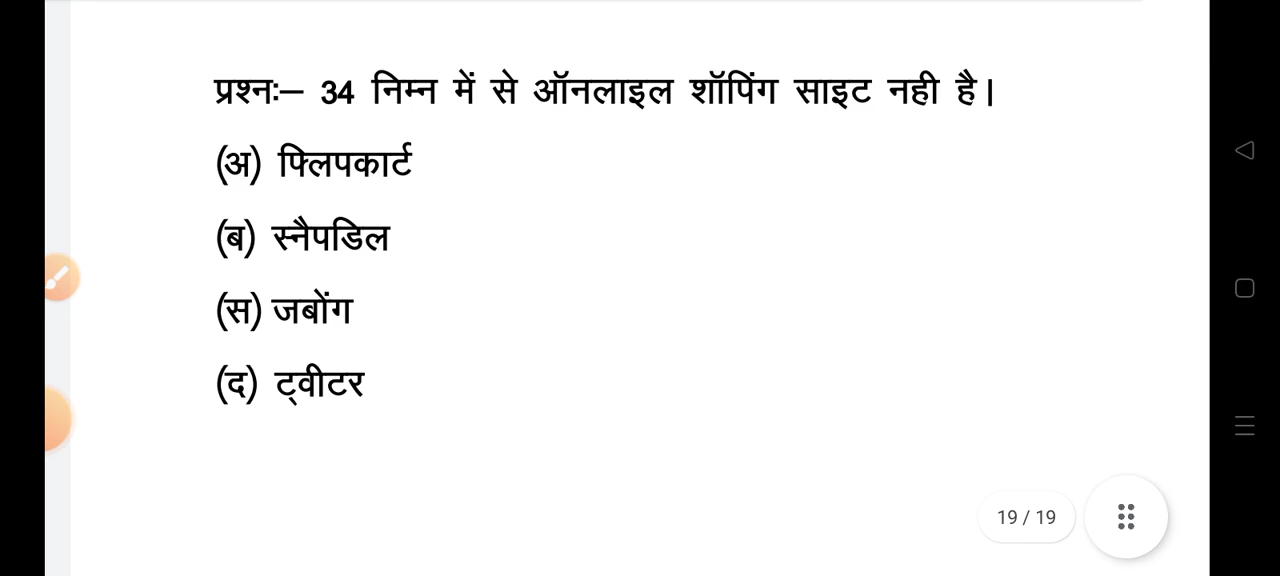 प्रश्नः– 34 निम्न में से ऑनलाइल शॉपिंग साइट नही है।
(अ) फ्लिपकार्ट
(ब) स्नैपडिल
(स) जबोंग
(द) ट्वीटर
19 / 19